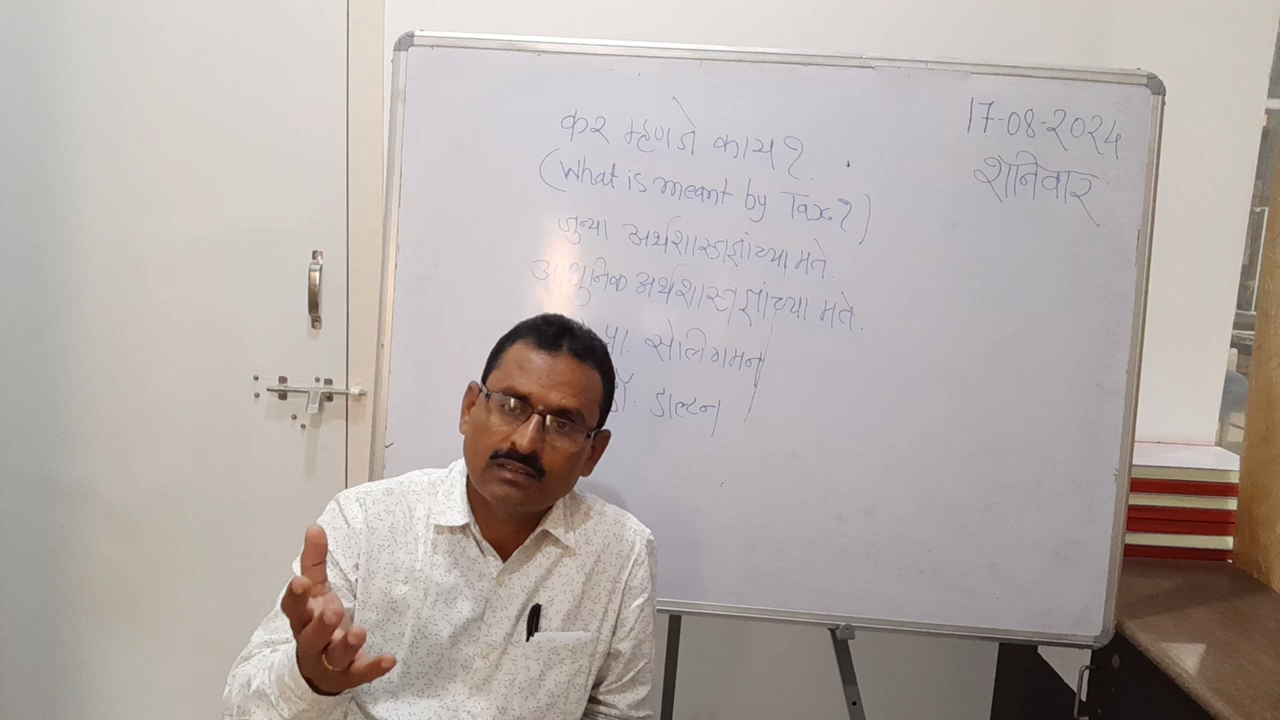 कर म्हणजे काय?
(What is meant by Tax?)
जुन्या अर्थशास्त्रज्ञांच्या मते.
आधुनिक अर्थशास्त्रज्ञांच्या मते.
प्रा. सेलिगमन
डॉ. डाल्टन
17-08-2024
शनिवार